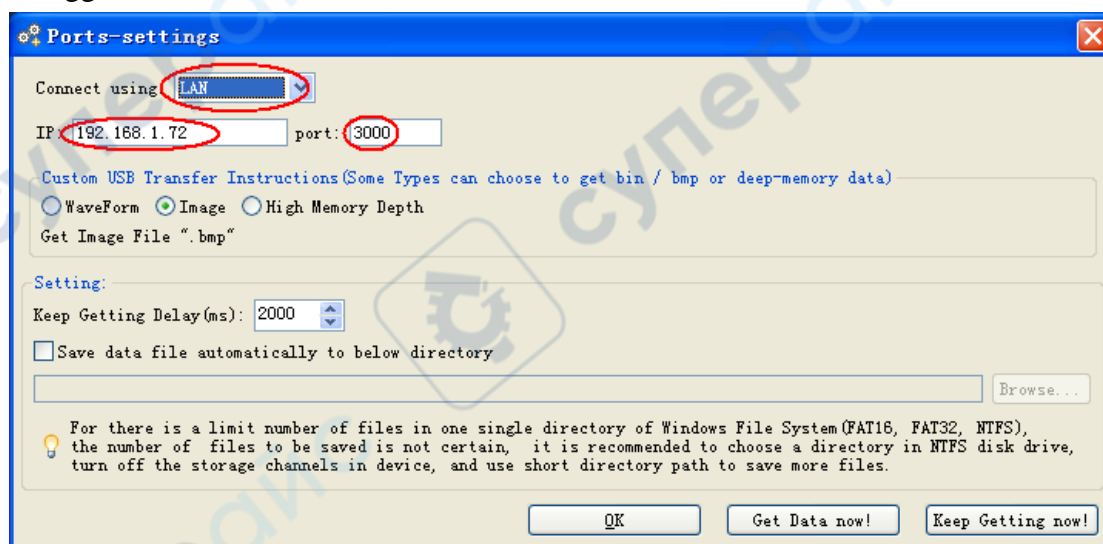 Ports-settings
Connect using: LAN
IP: 192.168.1.72 port: 3000
Custom USB Transfer Instructions(Some Types can choose to get bin / bmp or deep-memory data)
WaveForm Image High Memory Depth
Get Image File ".bmp"
Setting:
Keep Getting Delay(ms): 2000
Save data file automatically to below directory
Browse...
For there is a limit number of files in one single directory of Windows File System(FAT16, FAT32, NTFS),
the number of files to be saved is not certain, it is recommended to choose a directory in NTFS disk drive,
turn off the storage channels in device, and use short directory path to save more files.
OK Get Data now! Keep Getting now!